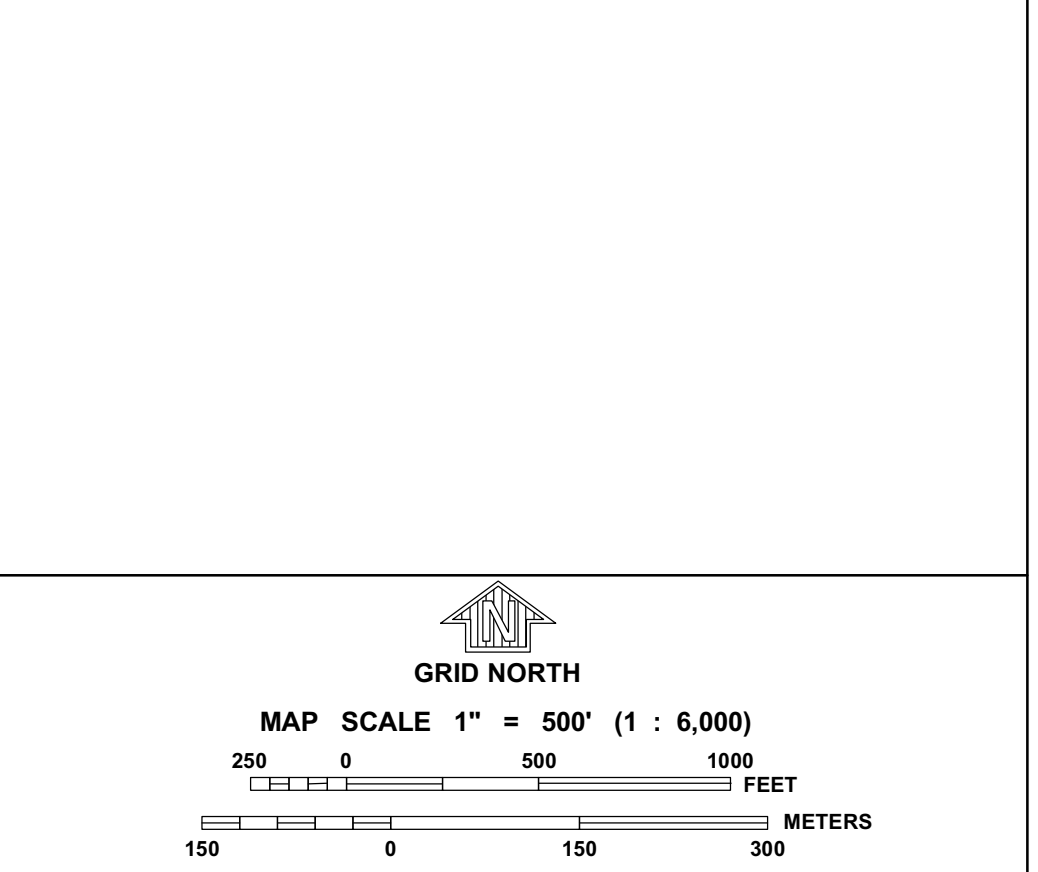 N
GRID NORTH
MAP SCALE 1" = 500' (1 : 6,000)
250 0 500 1000
FEET
METERS
150 0 150 300